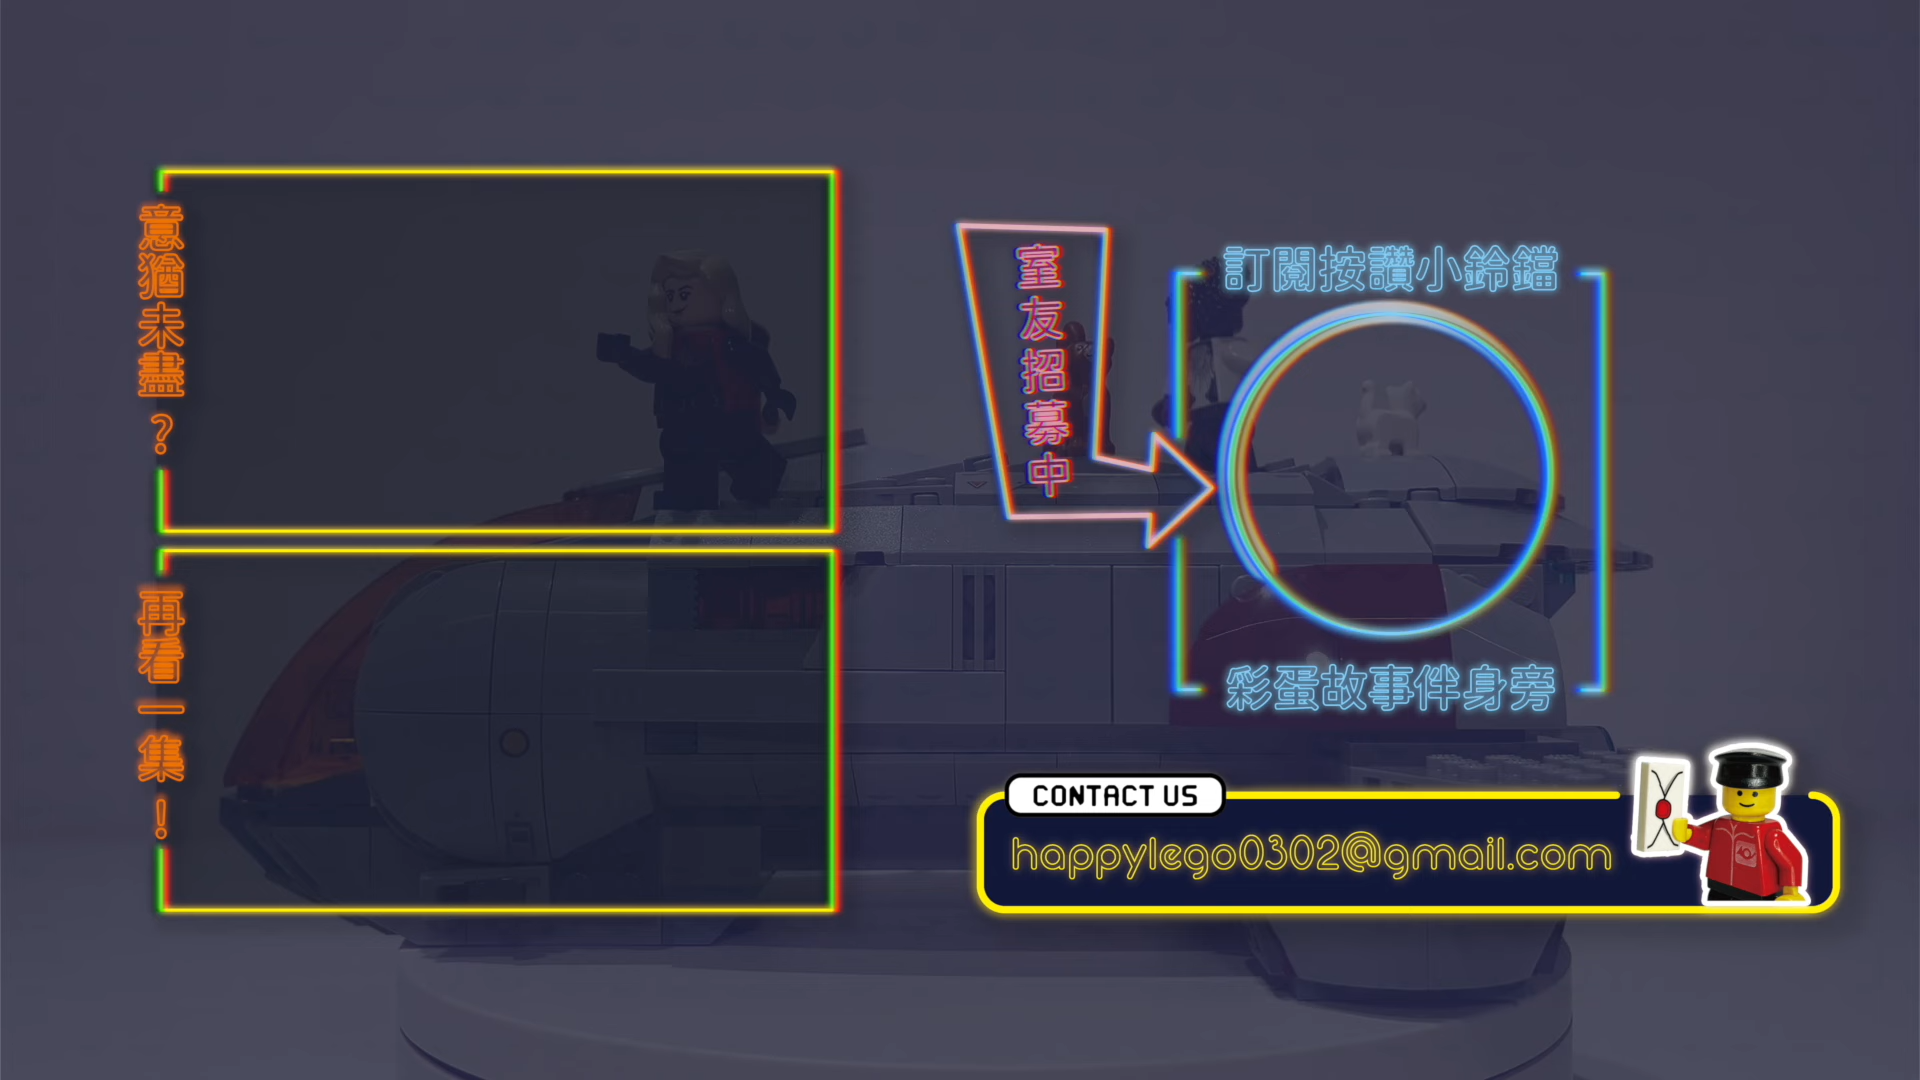 意猶未盡？
再看一集！
室友招募中
訂閱按讚小鈴鐺
彩蛋故事伴身旁
CONTACT US
happylego0302@gmail.com